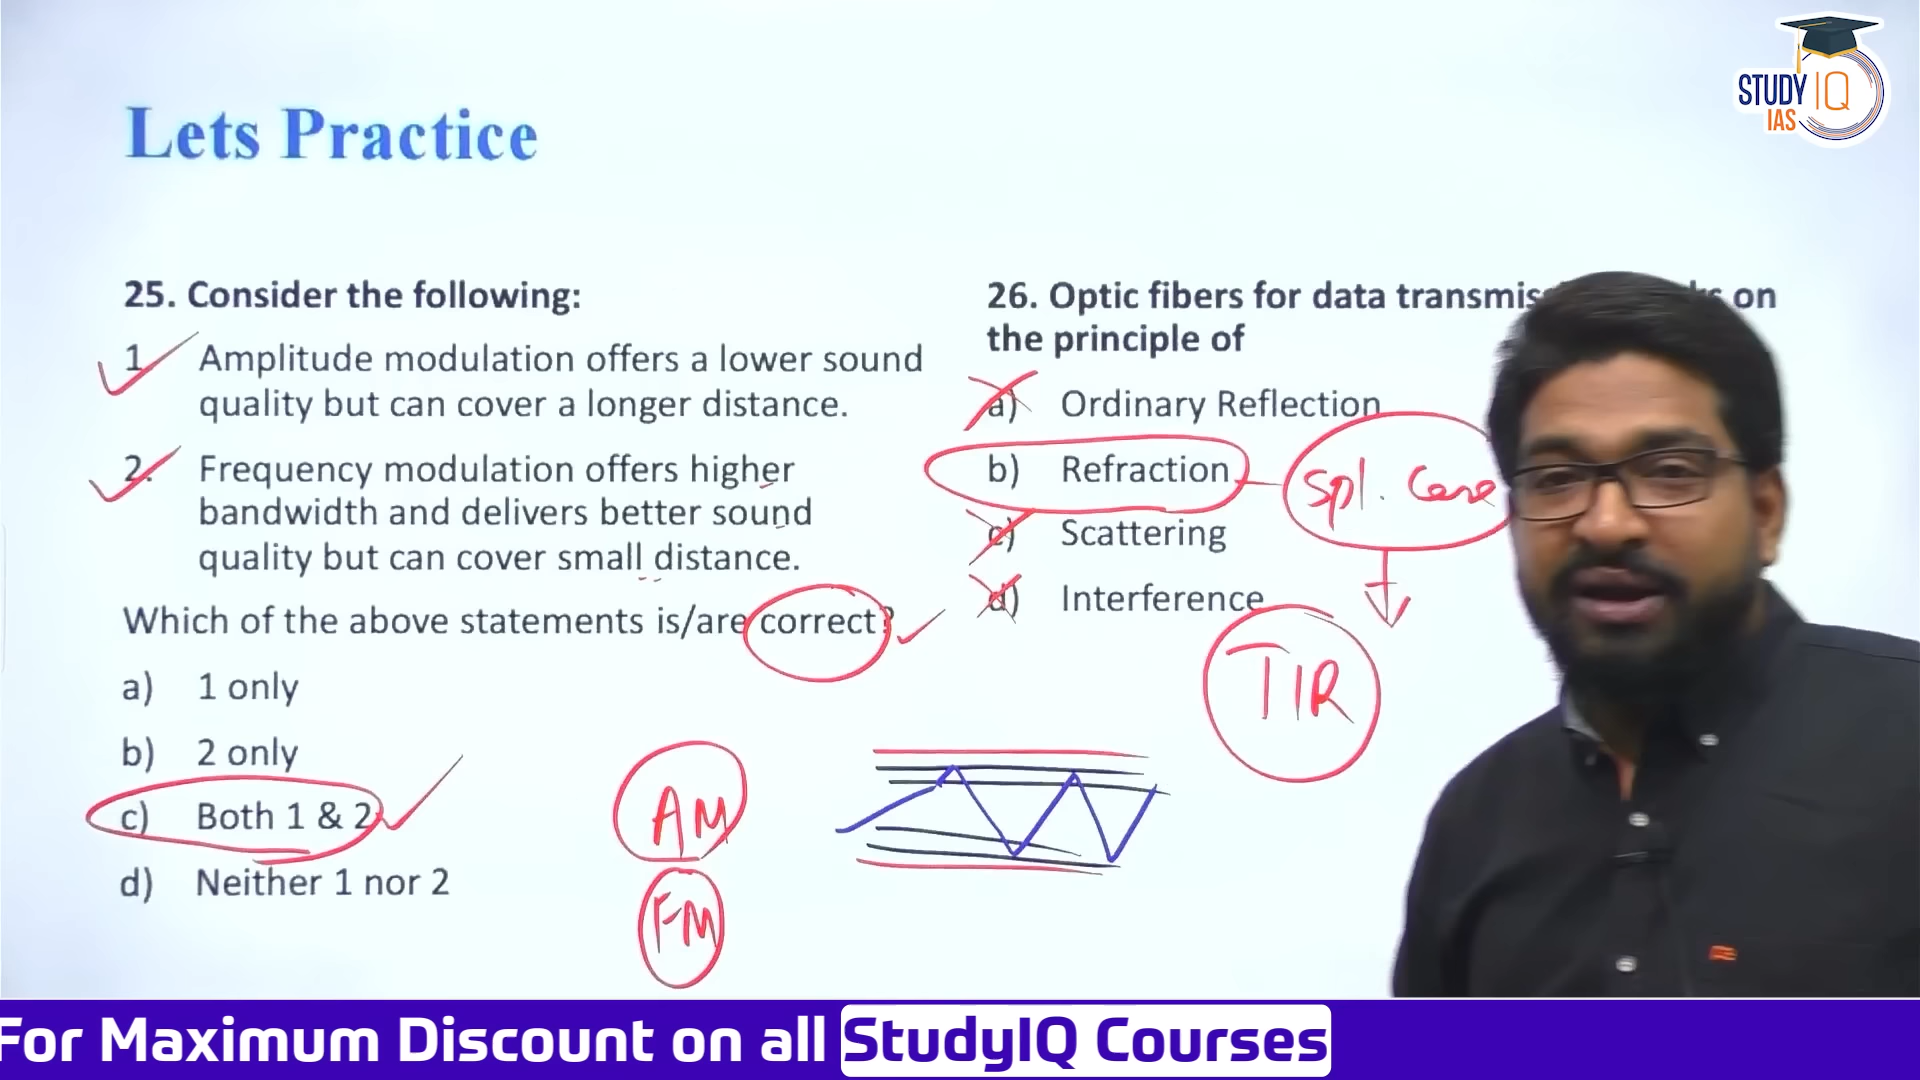 STUDY IQ
IAS
Lets Practice
25. Consider the following:
1. Amplitude modulation offers a lower sound
quality but can cover a longer distance.
2. Frequency modulation offers higher
bandwidth and delivers better sound
quality but can cover small distance.
Which of the above statements is/are correct?
a) 1 only
b) 2 only
c) Both 1 & 2
d) Neither 1 nor 2
AM
FM
26. Optic fibers for data on
the principle of
a) Ordinary Reflection
b) Refraction
c) Scattering
d) Interference
Spl. Case
TIR
For Maximum Discount on all StudyIQ Courses